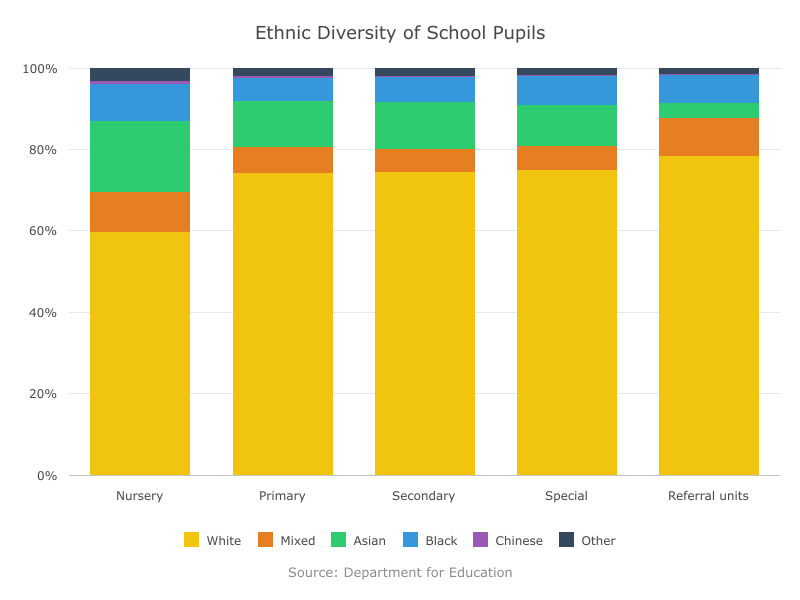 Ethnic Diversity of School Pupils
100%
80%
60%
40%
20%
0%
Nursery Primary Secondary Special Referral units
White Mixed Asian Black Chinese Other
Source: Department for Education